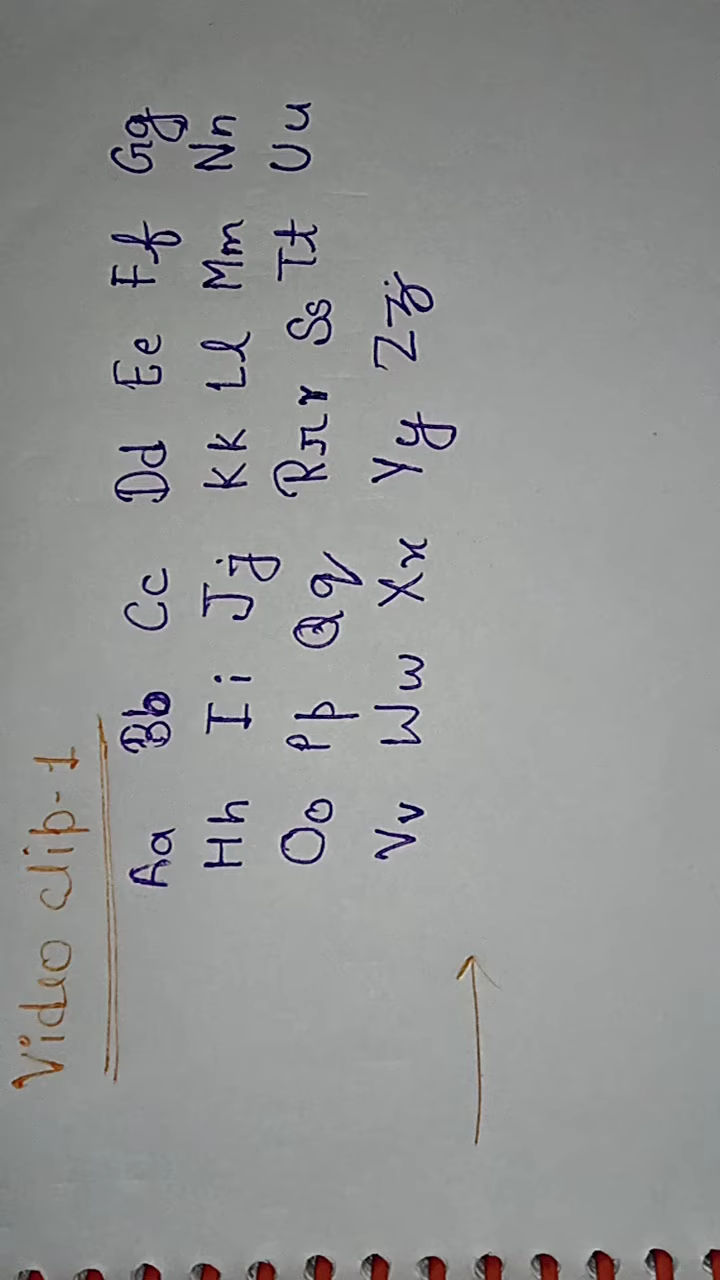 Video clip-1
Aa Bb Cc Dd Ee Ff Gg
Hh Ii Jj Kk Ll Mm Nn
Oo Pp Qq Rr r Ss Tt Uu
Vv Ww Xx Yy Zz